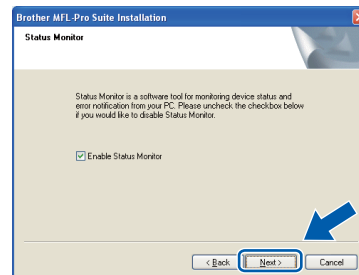 Brother MFL-Pro Suite Installation
Status Monitor
Status Monitor is a software tool for monitoring device status and
error notification from your PC. Please uncheck the checkbox below
if you would like to disable Status Monitor.
Enable Status Monitor
< Back
Next >
Cancel